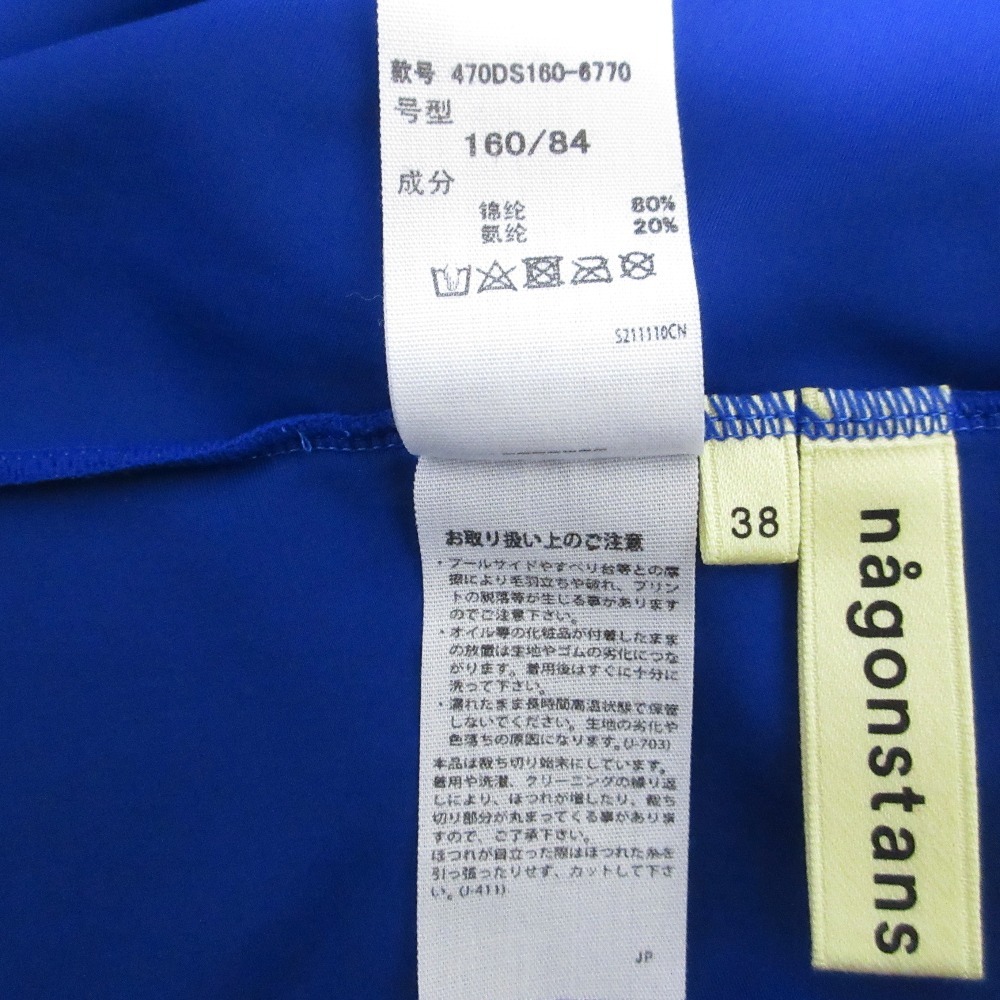 款号 470DS160-6770
号型
160/84
成分
锦纶 80%
氨纶 20%
S211110CN
お取り扱い上のご注意
・プールサイドやすべり台等との摩
擦により毛羽立ちや破れ、プリン
トの脱落等が生じる事があります
のでご注意下さい。
・オイル等の化粧品が付着したまま
の放置は生地やゴムの劣化につな
がります。着用後はすぐに十分に
洗って下さい。
・濡れたまま長時間高温状態で保管
しないでください。生地の劣化や
色落ちの原因になります。(J-703)
本品は裁ち切り始末にしています。
着用や洗濯、クリーニングの繰り返
しにより、ほつれが増したり、裁ち
切り部分が丸まってくる事がありま
すので、ご了承下さい。
ほつれが目立った際はほつれた糸を
引っ張ったりせず、カットして下さ
い。(J-411)
JP
38
någonstans